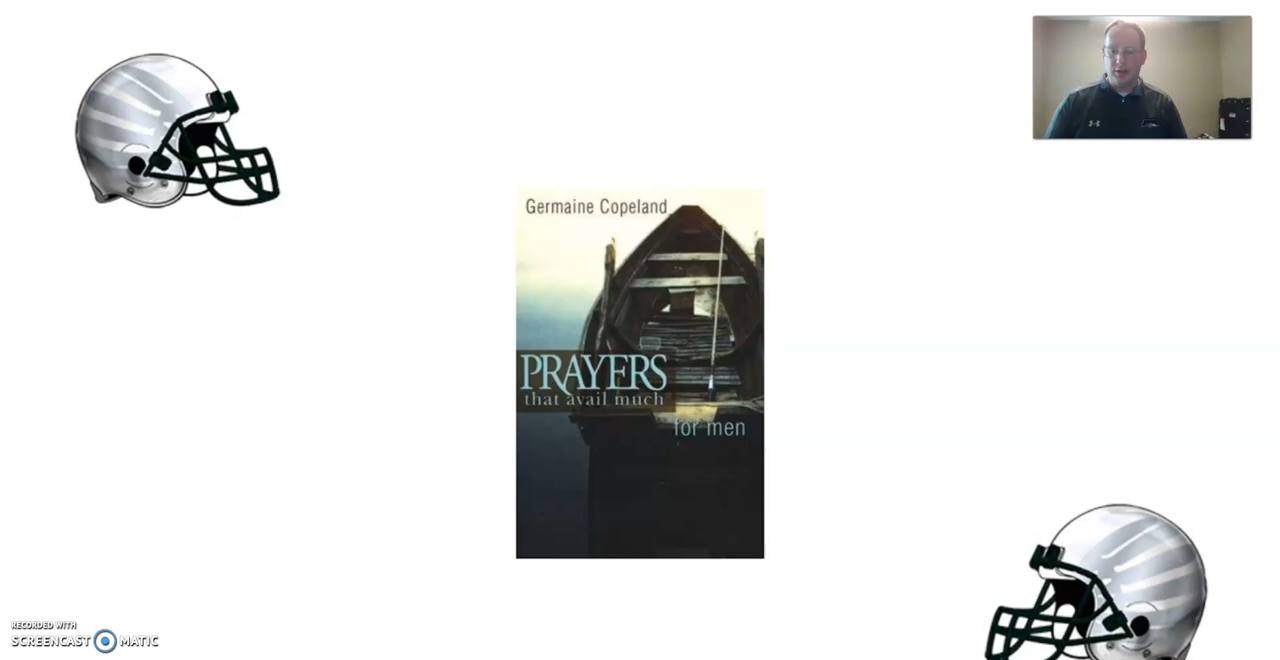 Germaine Copeland
PRAYERS
that avail much
for men
RECORDED WITH
SCREENCAST MATIC